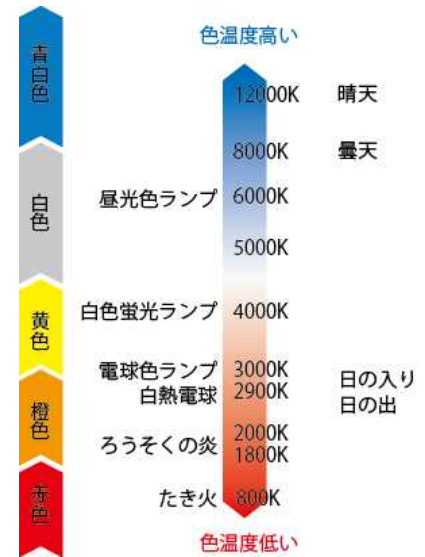 色温度高い
青白色
12000K 晴天
8000K 曇天
白色
昼光色ランプ 6000K
5000K
黄色
白色蛍光ランプ 4000K
電球色ランプ 3000K
白熱電球 2900K
日の入り
日の出
橙色
2000K
ろうそくの炎 1800K
赤色
たき火 800K
色温度低い